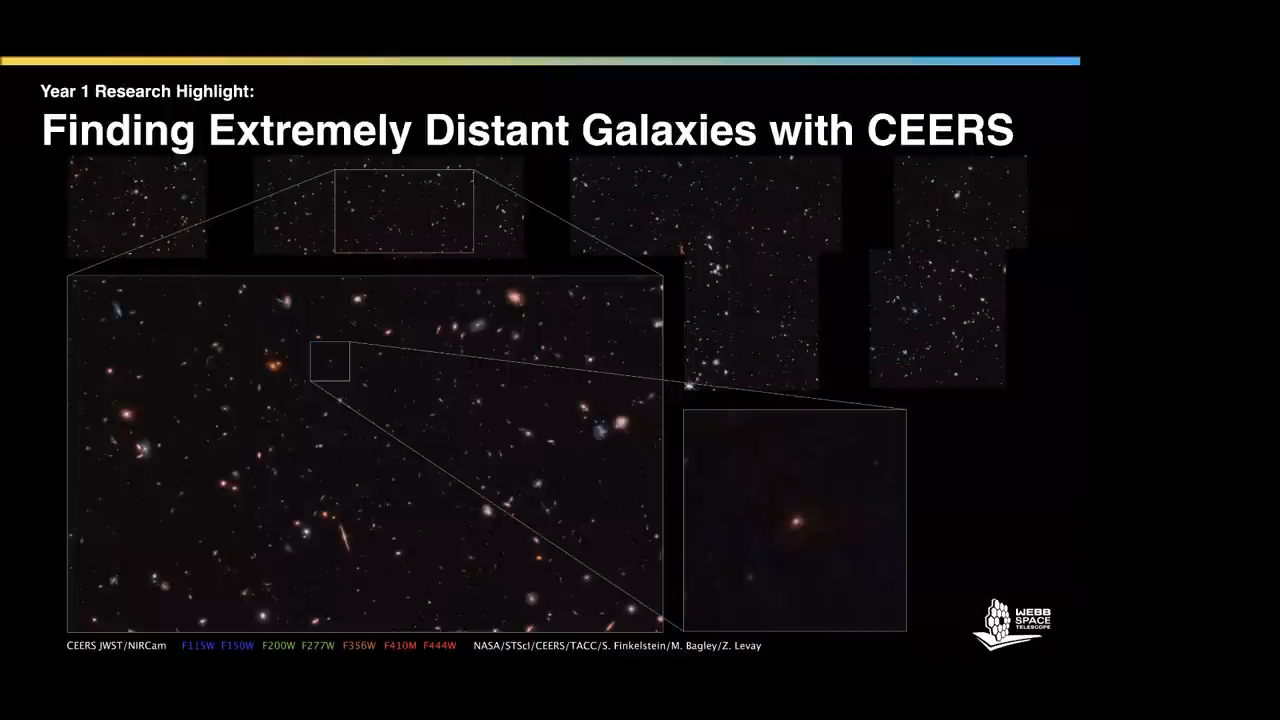 Year 1 Research Highlight:
Finding Extremely Distant Galaxies with CEERS
CEERS JWST/NIRCam F115W F150W F200W F277W F356W F410M F444W NASA/STScI/CEERS/TACC/S. Finkelstein/M. Bagley/Z. Levay
WEBB
SPACE
TELESCOPE